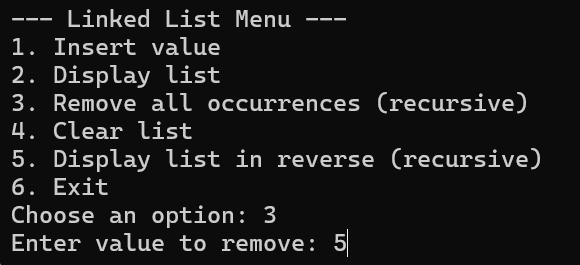 --- Linked List Menu ---
1. Insert value
2. Display list
3. Remove all occurrences (recursive)
4. Clear list
5. Display list in reverse (recursive)
6. Exit
Choose an option: 3
Enter value to remove: 5